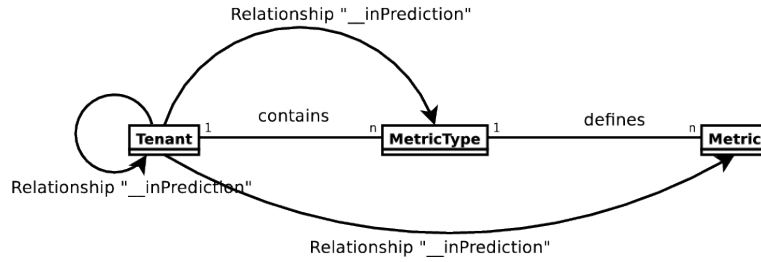 Relationship "__inPrediction"
contains
defines
Tenant
1
n
MetricType
1
n
Metric
Relationship "__inPrediction"
Relationship "__inPrediction"